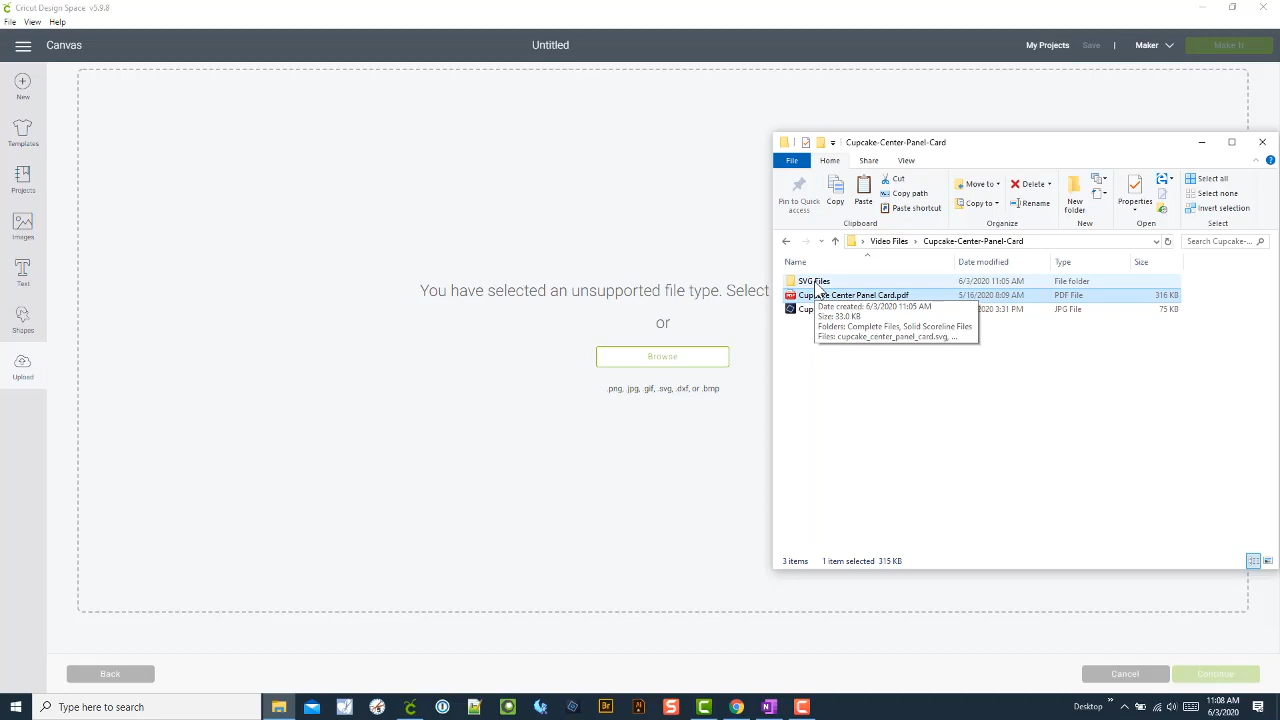 Cricut Design Space v5.9.8
File View Help
Canvas
Untitled
My Projects Save | Maker Make It
New
Templates
Projects
Images
Text
Shapes
Upload
You have selected an unsupported file type. Select
or
Browse
.png, .jpg, .gif, .svg, .dxf, or .bmp
Back
Cancel
Continue
Cupcake-Center-Panel-Card
File Home Share View
Pin to Quick access
Copy
Paste
Cut
Copy path
Paste shortcut
Clipboard
Move to
Copy to
Delete
Rename
Organize
New folder
New
Properties
Open
Select all
Select none
Invert selection
Select
Video Files > Cupcake-Center-Panel-Card
Search Cupcake-...
Name Date modified Type Size
SVG Files 6/3/2020 11:05 AM File folder
Cupcake Center Panel Card.pdf 5/16/2020 8:09 AM PDF File 316 KB
Cup 3:31 PM JPG File 75 KB
Date created: 6/3/2020 11:05 AM
Size: 33.0 KB
Folders: Complete Files, Solid Scoreline Files
Files: cupcake_center_panel_card.svg, ...
3 items 1 item selected 315 KB
Type here to search
Br
Ai
Desktop
11:08 AM
6/3/2020